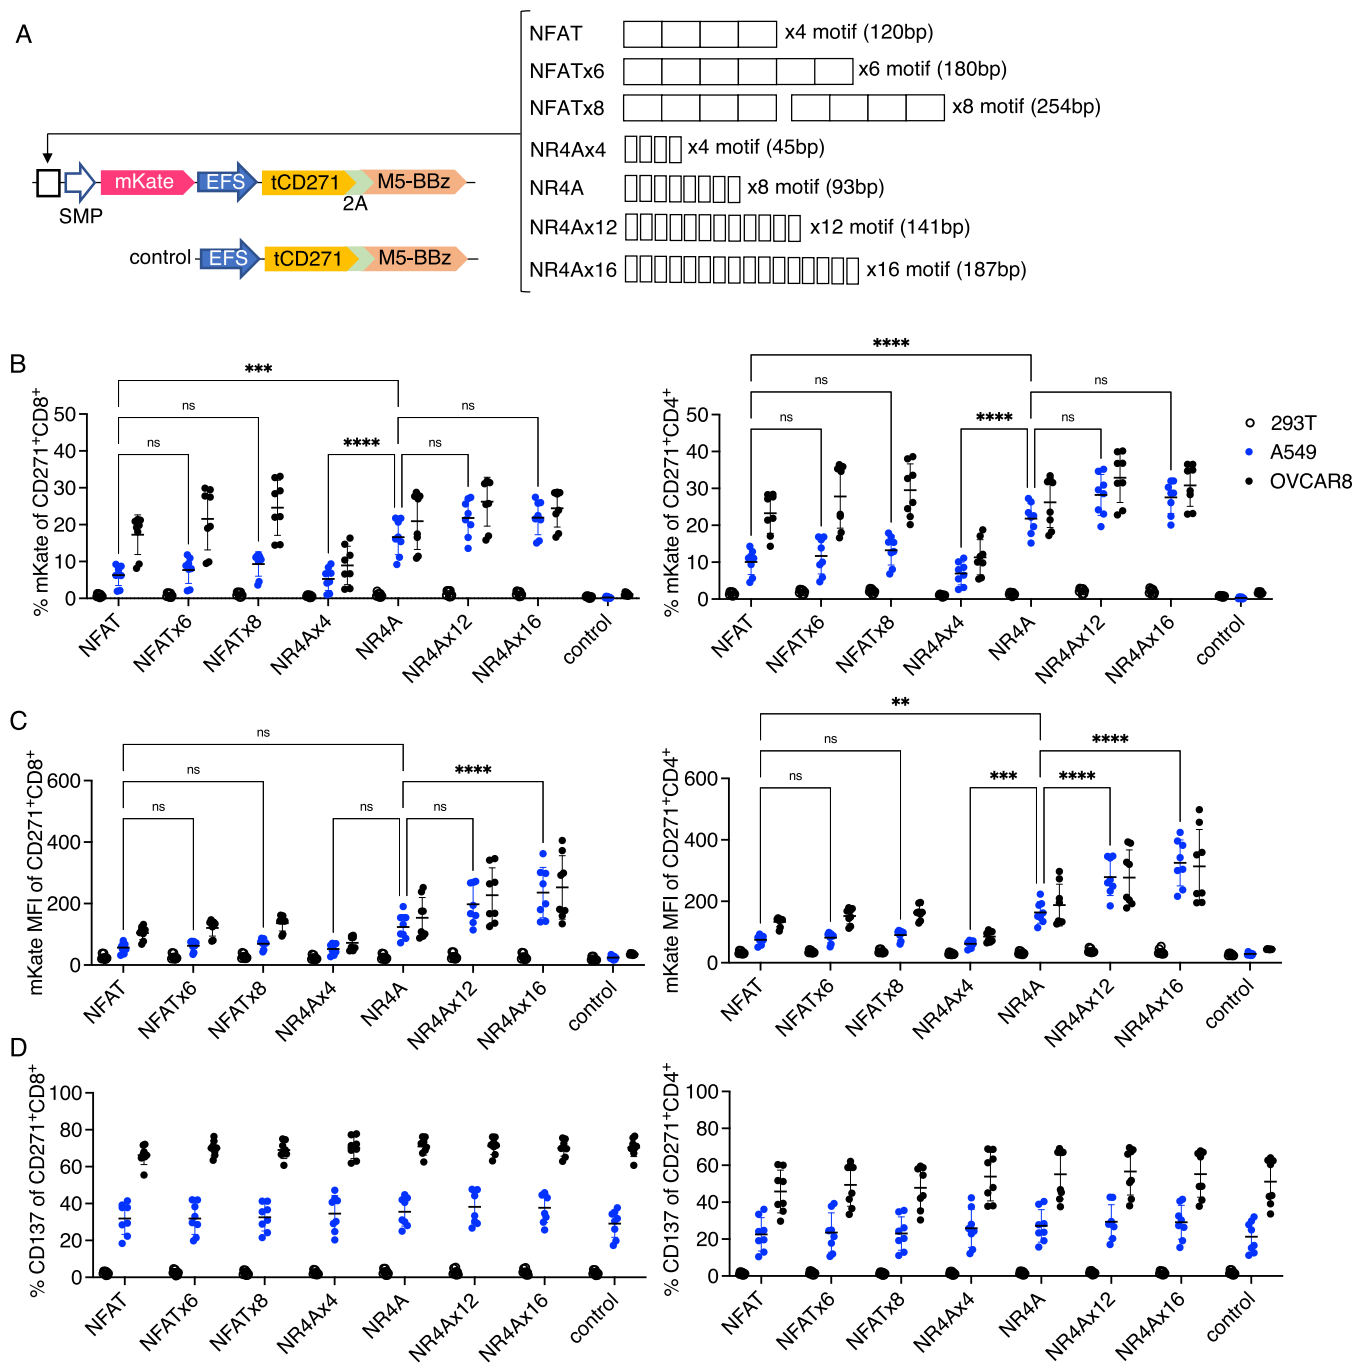 A
NFAT x4 motif (120bp)
NFATx6 x6 motif (180bp)
NFATx8 x8 motif (254bp)
NR4Ax4 x4 motif (45bp)
NR4A x8 motif (93bp)
NR4Ax12 x12 motif (141bp)
NR4Ax16 x16 motif (187bp)
mKate EFS tCD271 M5-BBz
SMP 2A
control EFS tCD271 M5-BBz
B
% mKate of CD271+CD8+
50
40
30
20
10
0
***
ns
ns
ns
****
ns
NFAT NFATx6 NFATx8 NR4Ax4 NR4A NR4Ax12 NR4Ax16 control
% mKate of CD271+CD4+
50
40
30
20
10
0
****
ns
ns
ns
****
ns
NFAT NFATx6 NFATx8 NR4Ax4 NR4A NR4Ax12 NR4Ax16 control
293T
A549
OVCAR8
C
mKate MFI of CD271+CD8+
600
400
200
0
ns
ns
****
ns
ns
ns
NFAT NFATx6 NFATx8 NR4Ax4 NR4A NR4Ax12 NR4Ax16 control
mKate MFI of CD271+CD4+
600
400
200
0
**
ns
****
ns
***
****
NFAT NFATx6 NFATx8 NR4Ax4 NR4A NR4Ax12 NR4Ax16 control
D
% CD137 of CD271+CD8+
100
80
60
40
20
0
NFAT NFATx6 NFATx8 NR4Ax4 NR4A NR4Ax12 NR4Ax16 control
% CD137 of CD271+CD4+
100
80
60
40
20
0
NFAT NFATx6 NFATx8 NR4Ax4 NR4A NR4Ax12 NR4Ax16 control